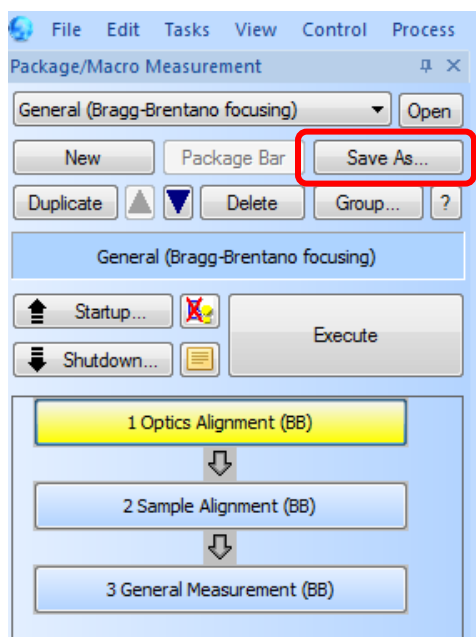 File Edit Tasks View Control Process
Package/Macro Measurement
General (Bragg-Brentano focusing) Open
New Package Bar Save As...
Duplicate Delete Group... ?
General (Bragg-Brentano focusing)
Startup...
Execute
Shutdown...
1 Optics Alignment (BB)
2 Sample Alignment (BB)
3 General Measurement (BB)